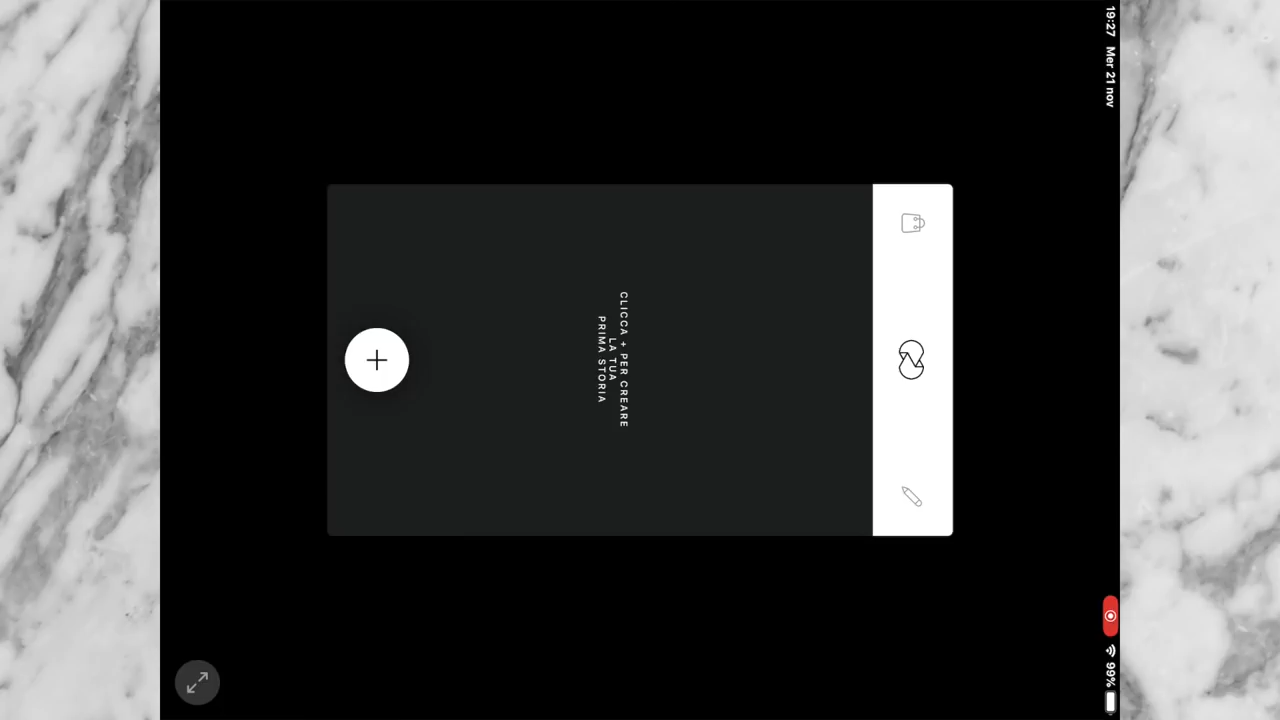 19:27 Mer 21 nov
99%
CLICCA + PER CREARE
LA TUA
PRIMA STORIA